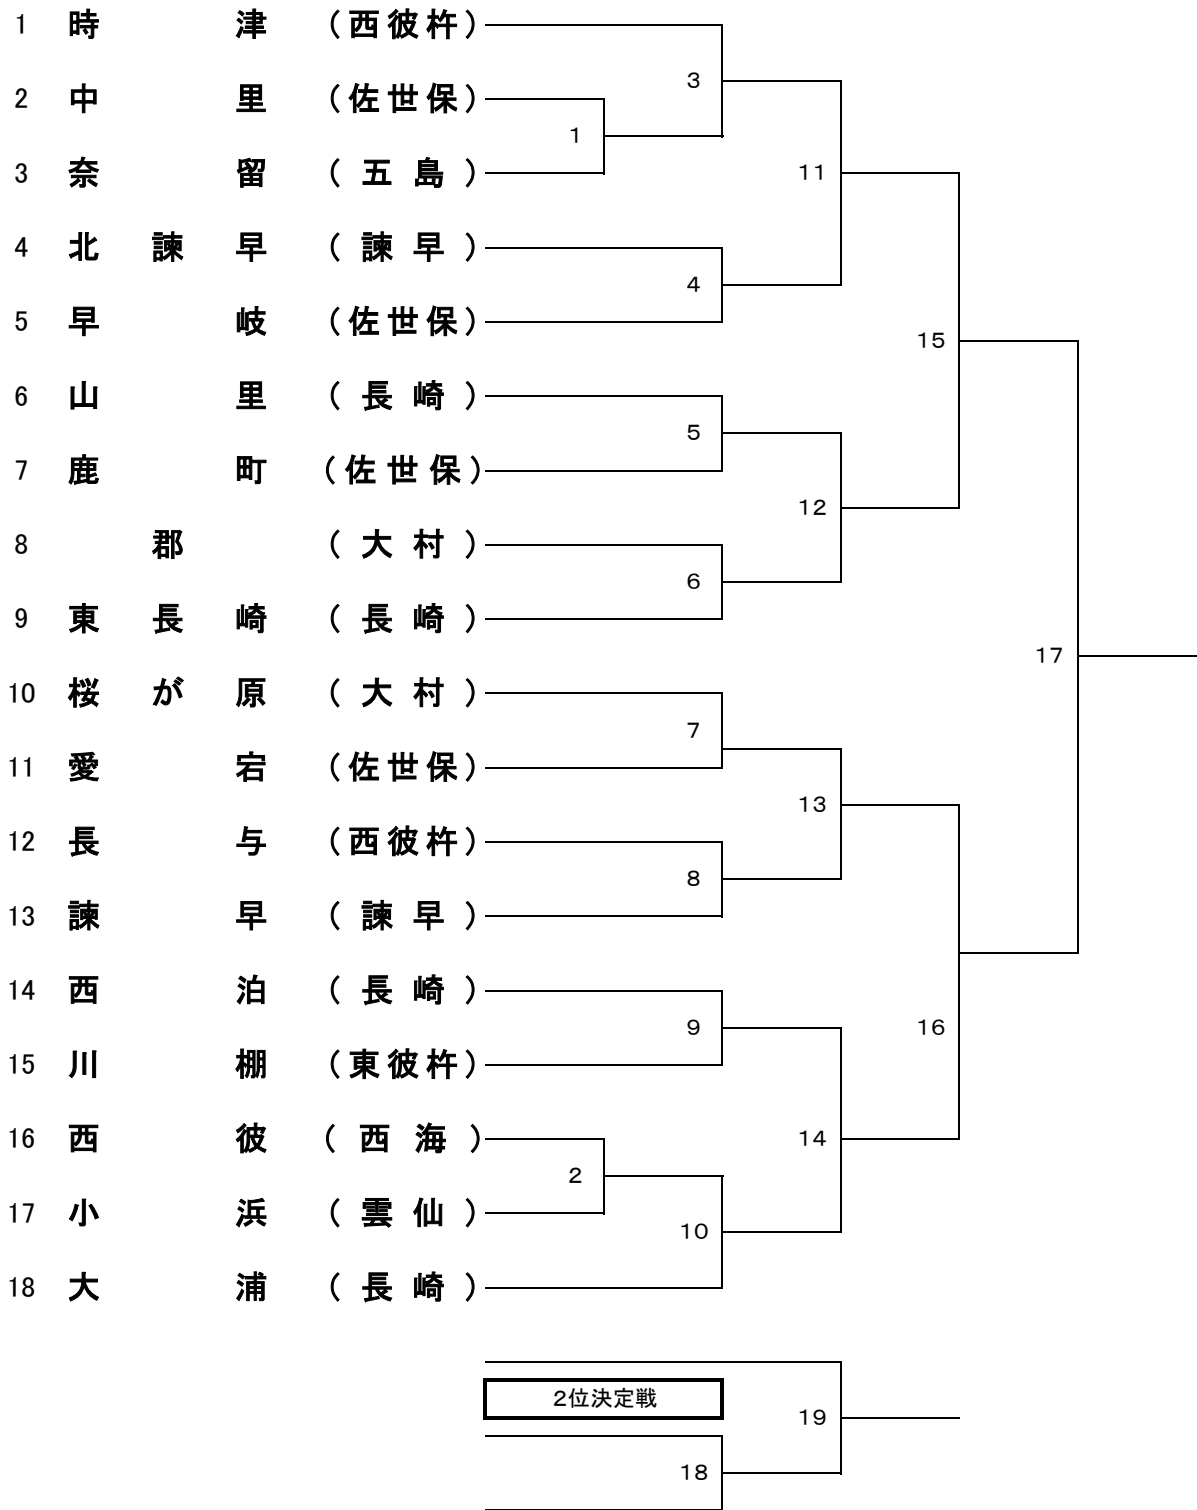 1 時津 (西彼杵)
3
2 中里 (佐世保)
1
3 奈留 (五島)
11
4 北諫早 (諫早)
4
5 早岐 (佐世保)
15
6 山里 (長崎)
5
7 鹿町 (佐世保)
12
8 郡 (大村)
6
9 東長崎 (長崎)
17
10 桜が原 (大村)
7
11 愛宕 (佐世保)
13
12 長与 (西彼杵)
8
13 諫早 (諫早)
14 西泊 (長崎)
9
16
15 川棚 (東彼杵)
16 西彼 (西海)
14
2
17 小浜 (雲仙)
10
18 大浦 (長崎)
2位決定戦
19
18